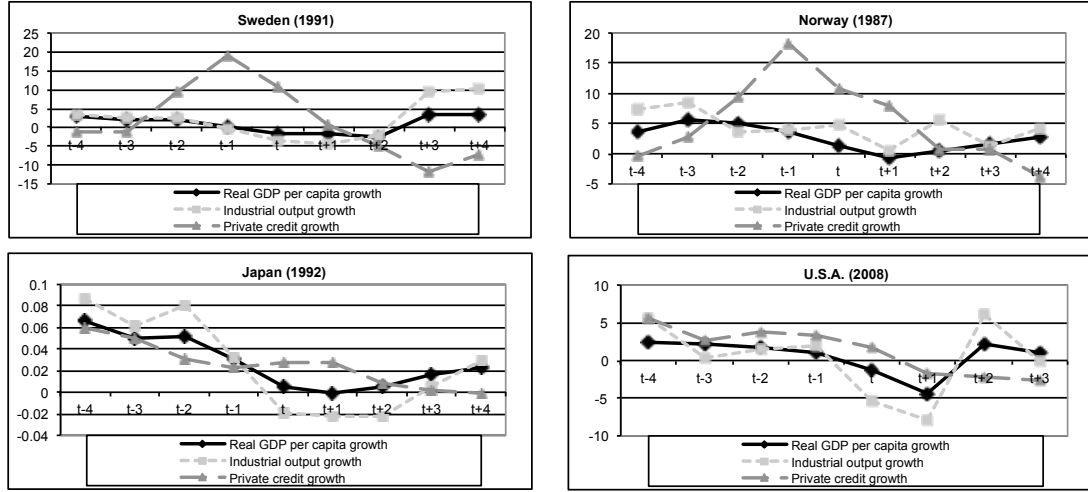 Sweden (1991)
25
20
15
10
5
0
-5
-10
-15
t-4 t-3 t-2 t-1 t t+1 t+2 t+3 t+4
Real GDP per capita growth
Industrial output growth
Private credit growth
Norway (1987)
20
15
10
5
0
-5
t-4 t-3 t-2 t-1 t t+1 t+2 t+3 t+4
Real GDP per capita growth
Industrial output growth
Private credit growth
Japan (1992)
0.1
0.08
0.06
0.04
0.02
0
-0.02
-0.04
t-4 t-3 t-2 t-1 t t+1 t+2 t+3 t+4
Real GDP per capita growth
Industrial output growth
Private credit growth
U.S.A. (2008)
10
5
0
-5
-10
t-4 t-3 t-2 t-1 t t+1 t+2 t+3
Real GDP per capita growth
Industrial output growth
Private credit growth